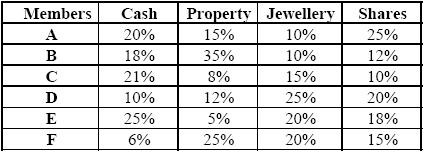 Members Cash Property Jewellery Shares
A 20% 15% 10% 25%
B 18% 35% 10% 12%
C 21% 8% 15% 10%
D 10% 12% 25% 20%
E 25% 5% 20% 18%
F 6% 25% 20% 15%